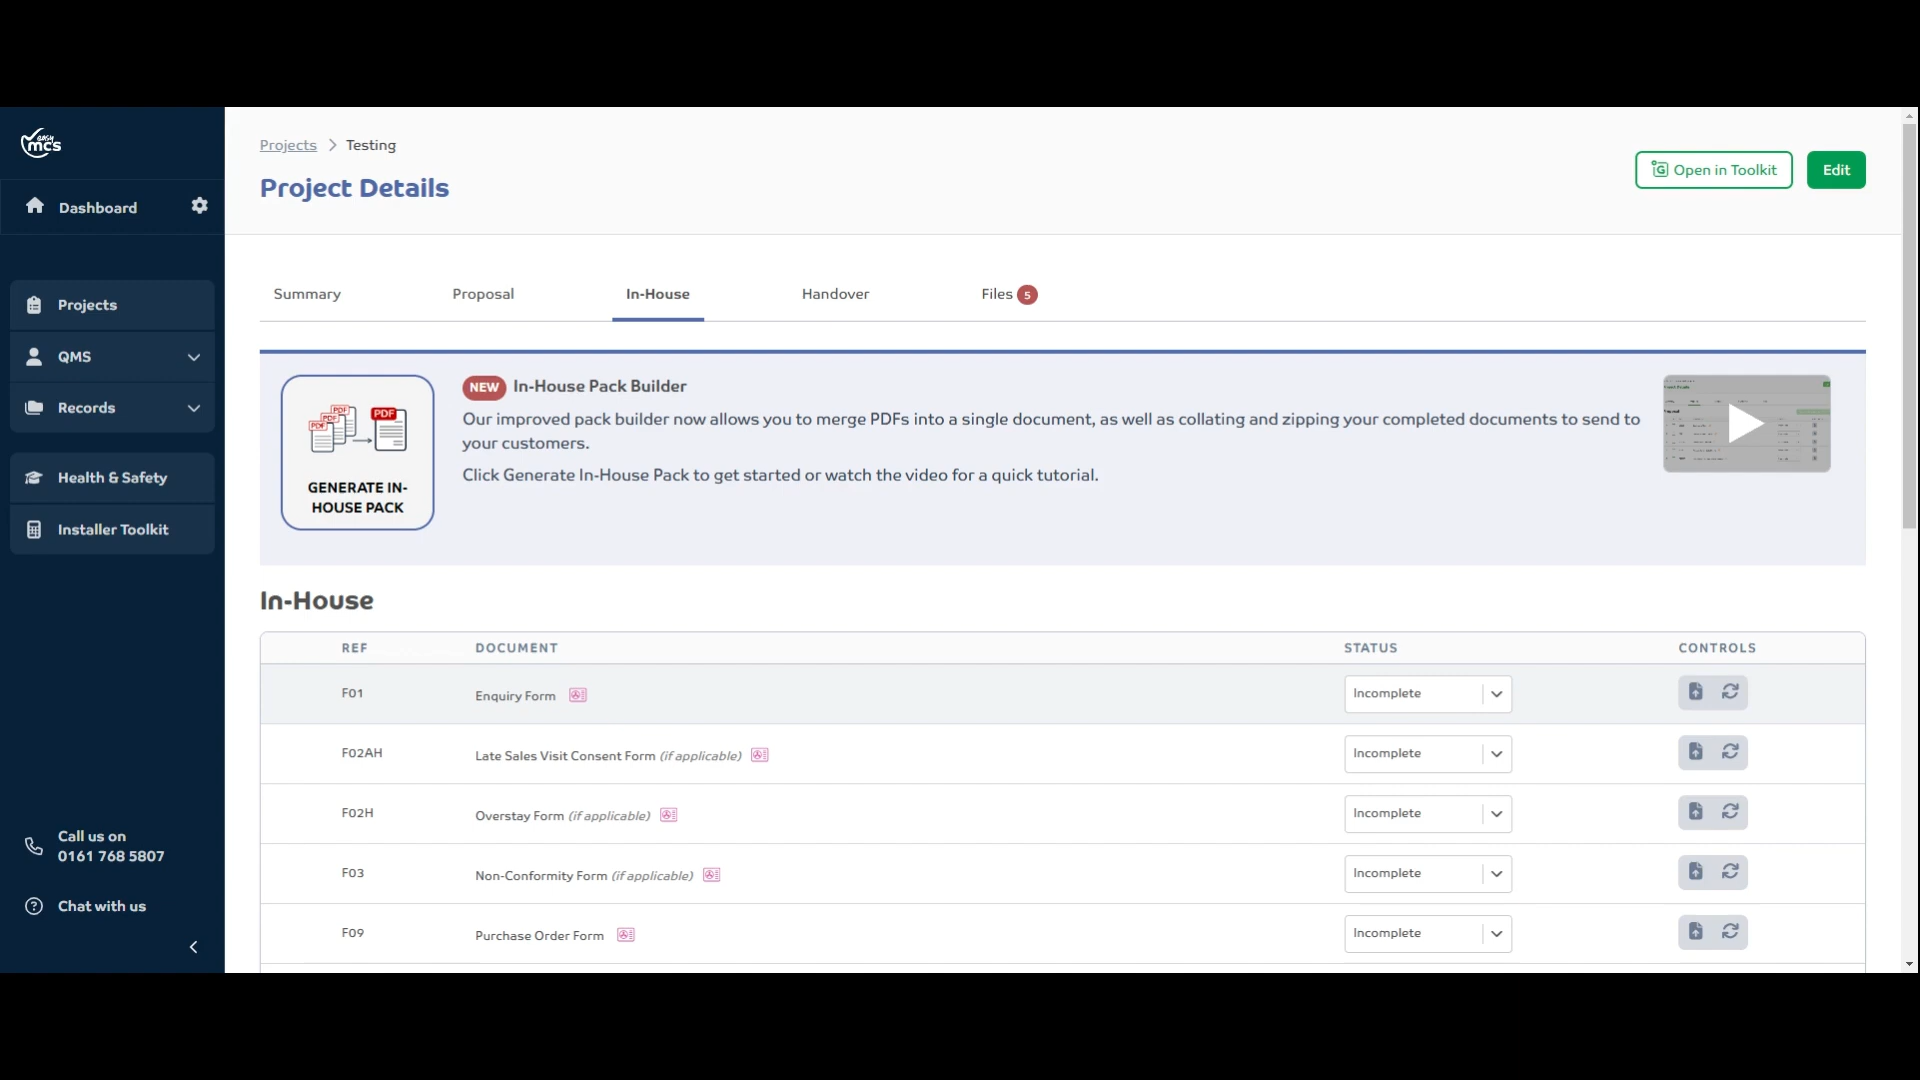 easy
mcs
Dashboard
Projects
QMS
Records
Health & Safety
Installer Toolkit
Call us on
0161 768 5807
Chat with us
Projects > Testing
Project Details
Open in Toolkit
Edit
Summary
Proposal
In-House
Handover
Files 5
PDF PDF PDF PDF
GENERATE IN-
HOUSE PACK
NEW In-House Pack Builder
Our improved pack builder now allows you to merge PDFs into a single document, as well as collating and zipping your completed documents to send to
your customers.
Click Generate In-House Pack to get started or watch the video for a quick tutorial.
In-House
REF DOCUMENT STATUS CONTROLS
F01 Enquiry Form Incomplete
F02AH Late Sales Visit Consent Form (if applicable) Incomplete
F02H Overstay Form (if applicable) Incomplete
F03 Non-Conformity Form (if applicable) Incomplete
F09 Purchase Order Form Incomplete